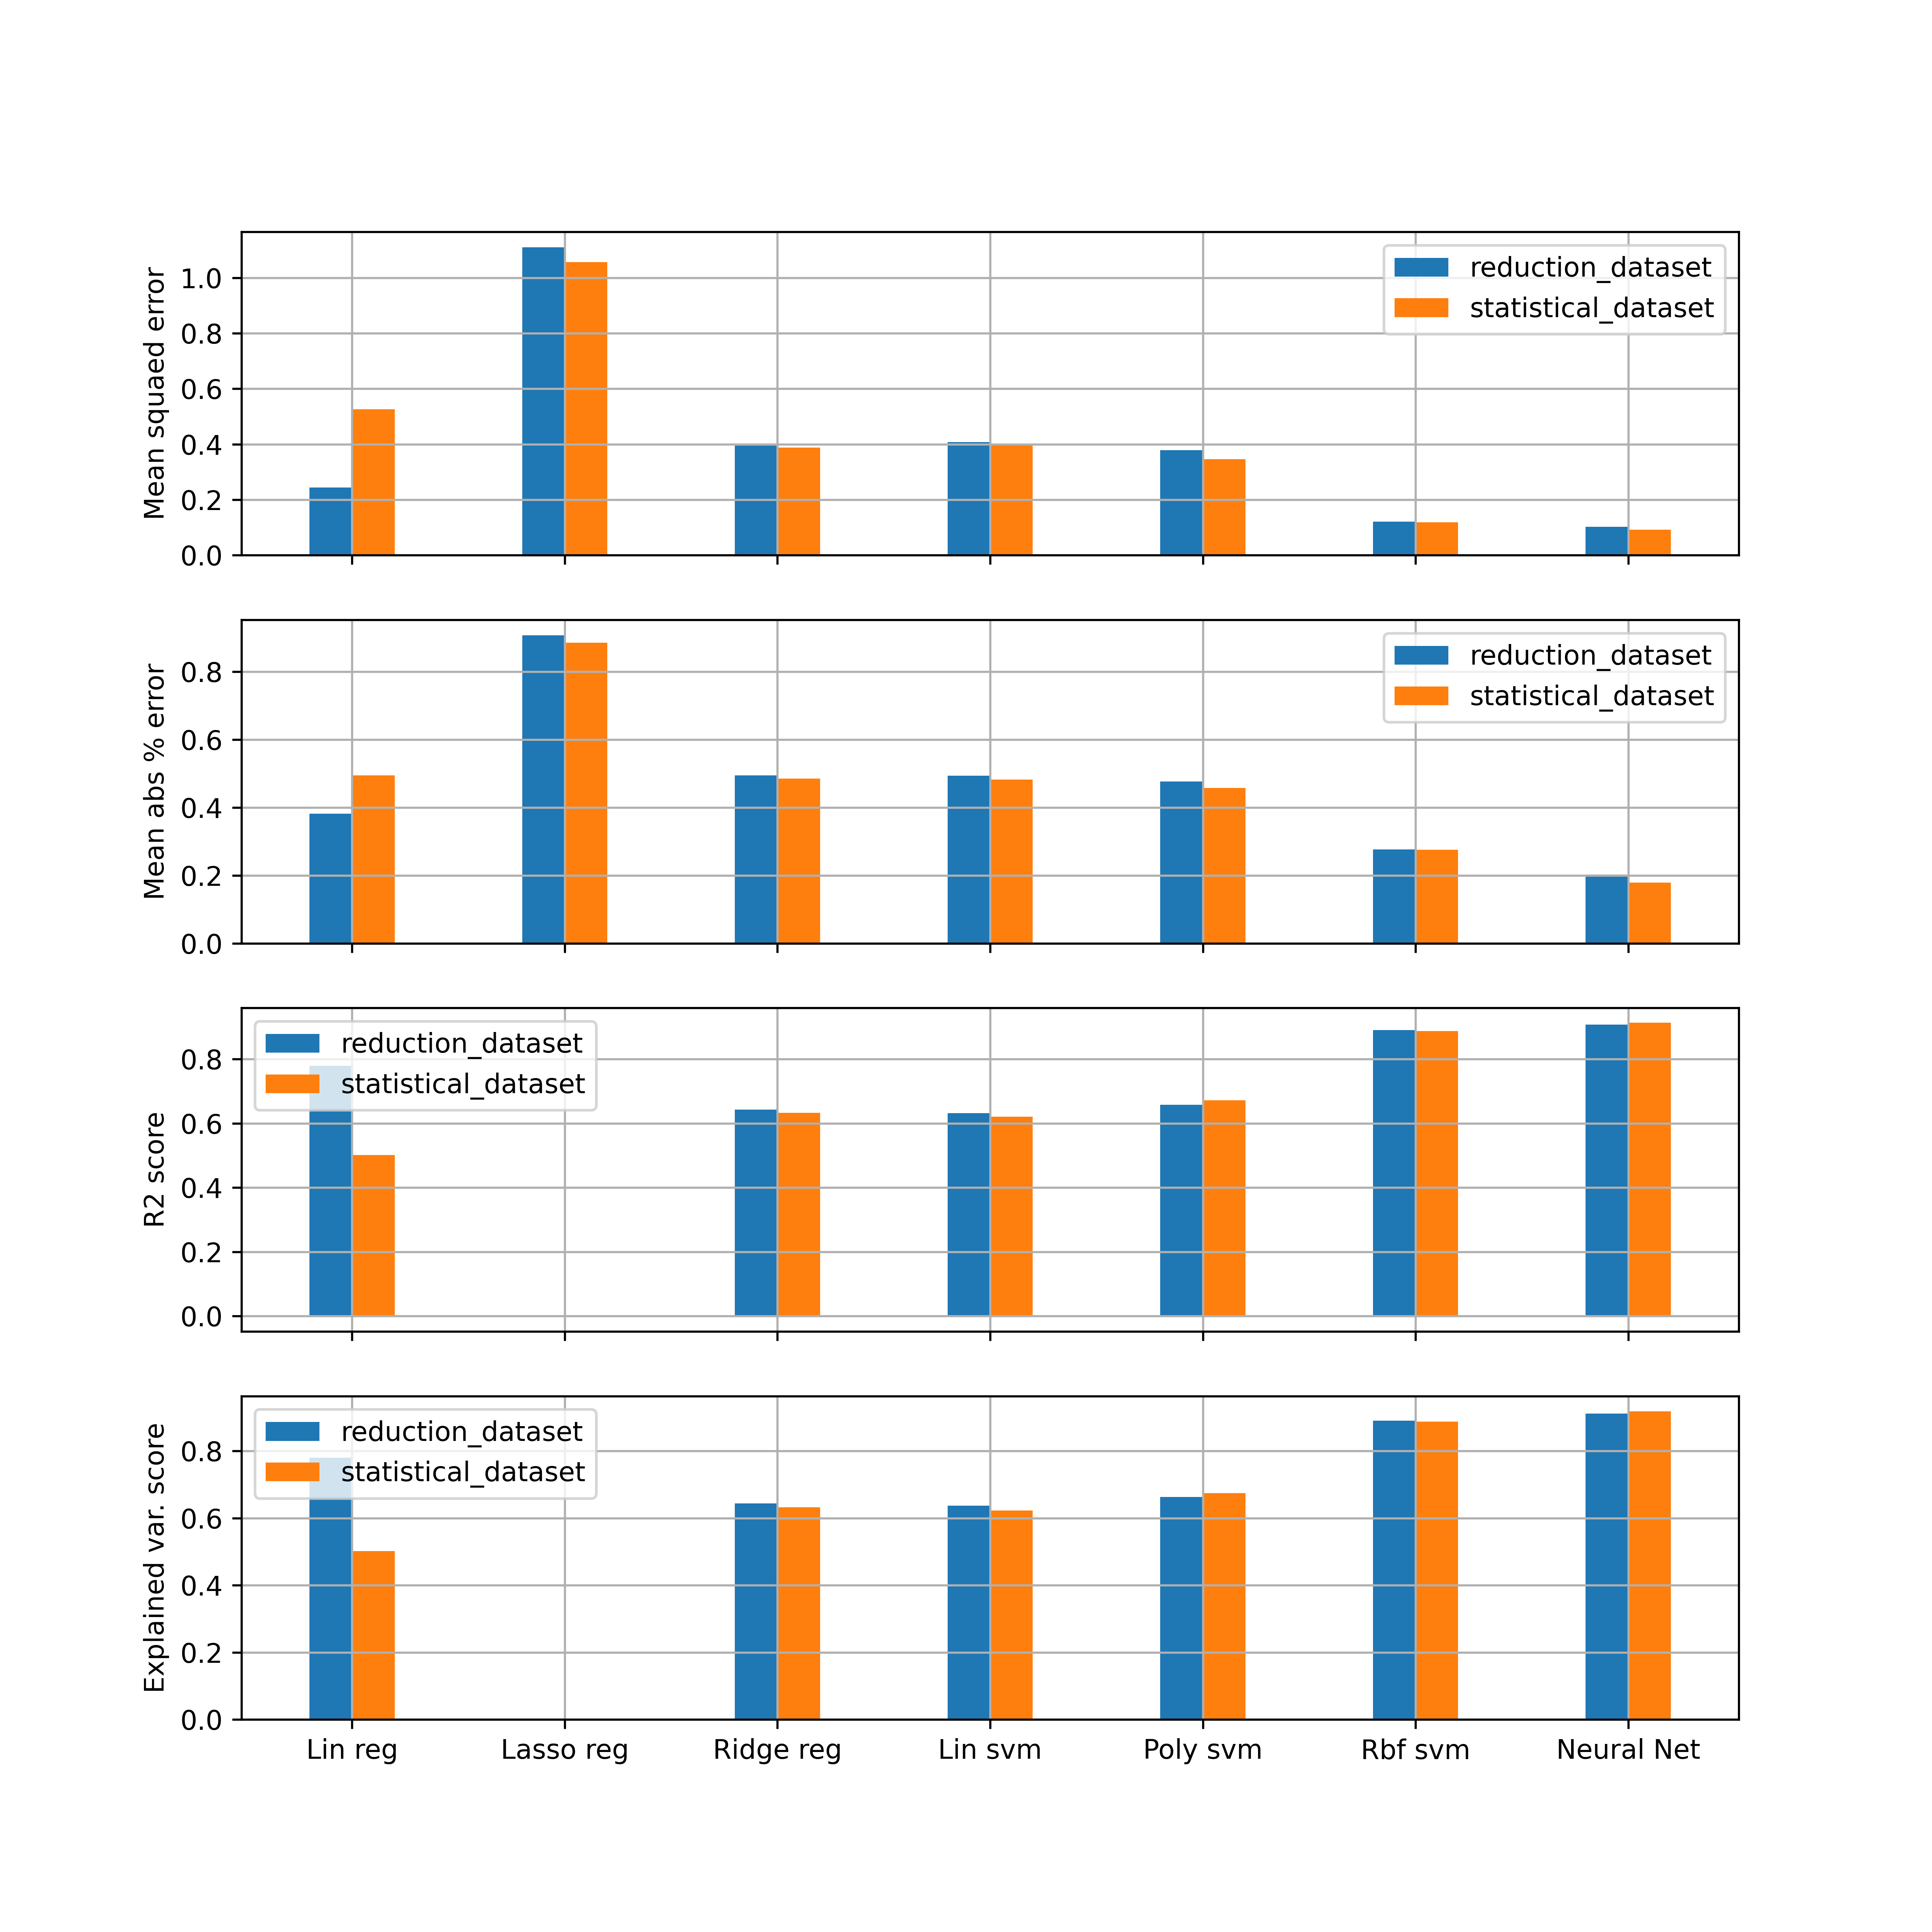 Mean squaed error
1.0
0.8
0.6
0.4
0.2
0.0
reduction_dataset
statistical_dataset
Mean abs % error
0.8
0.6
0.4
0.2
0.0
reduction_dataset
statistical_dataset
R2 score
0.8
0.6
0.4
0.2
0.0
reduction_dataset
statistical_dataset
Explained var. score
0.8
0.6
0.4
0.2
0.0
reduction_dataset
statistical_dataset
Lin reg Lasso reg Ridge reg Lin svm Poly svm Rbf svm Neural Net